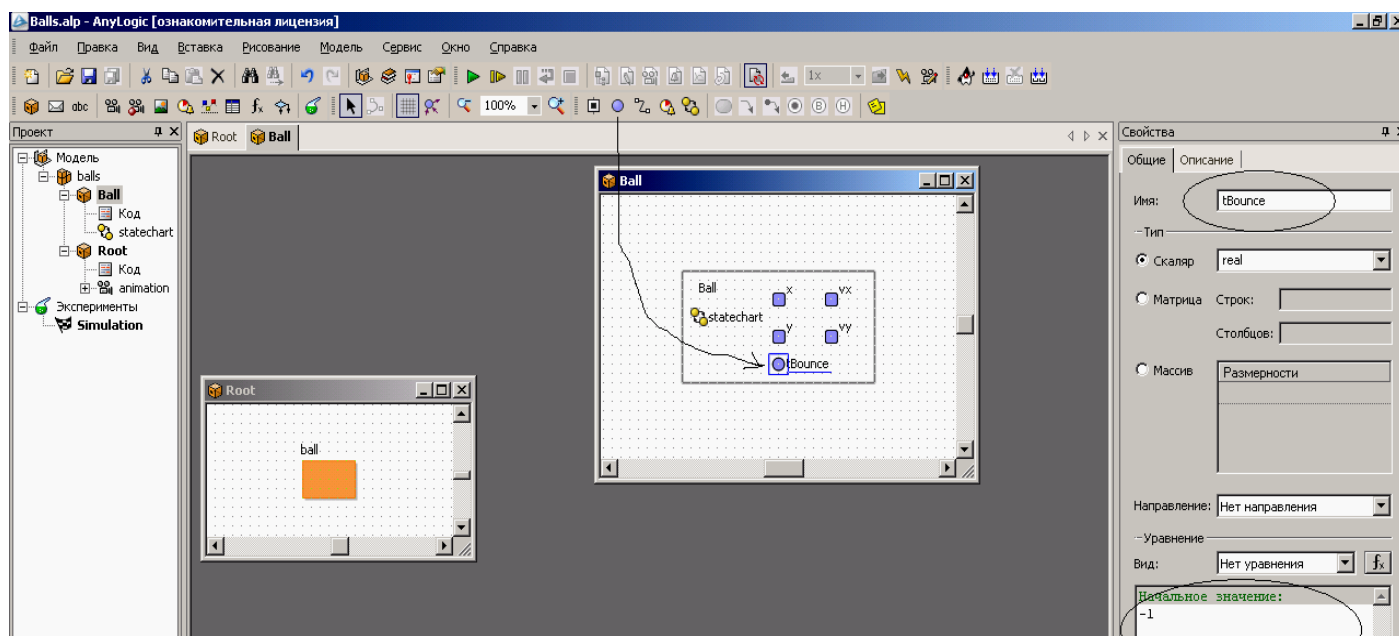 Balls.alp - AnyLogic [ознакомительная лицензия]
Файл Правка Вид Вставка Рисование Модель Сервис Окно Справка
1x
abc 100% B H
Проект
Модель
balls
Ball
Код
statechart
Root
Код
animation
Эксперименты
Simulation
Root Ball
Root
ball
Ball
Ball
x
vx
statechart
y
vy
tBounce
Свойства
Общие Описание
Имя: tBounce
Тип
Скаляр real
Матрица Строк:
Столбцов:
Массив Размерности
Направление: Нет направления
Уравнение
Вид: Нет уравнения fx
Начальное значение:
-1